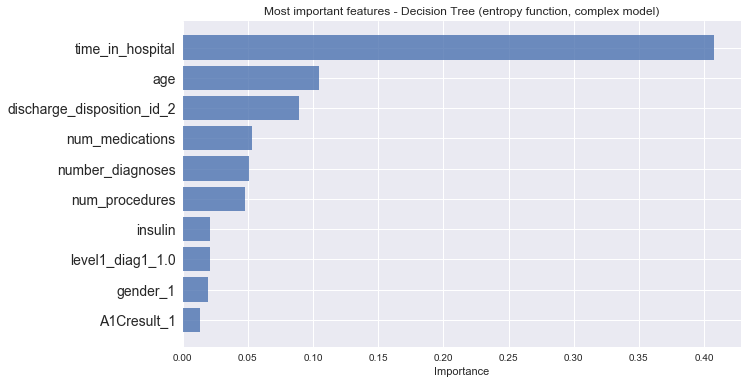 Most important features - Decision Tree (entropy function, complex model)
time_in_hospital
age
discharge_disposition_id_2
num_medications
number_diagnoses
num_procedures
insulin
level1_diag1_1.0
gender_1
A1Cresult_1
0.00 0.05 0.10 0.15 0.20 0.25 0.30 0.35 0.40
Importance